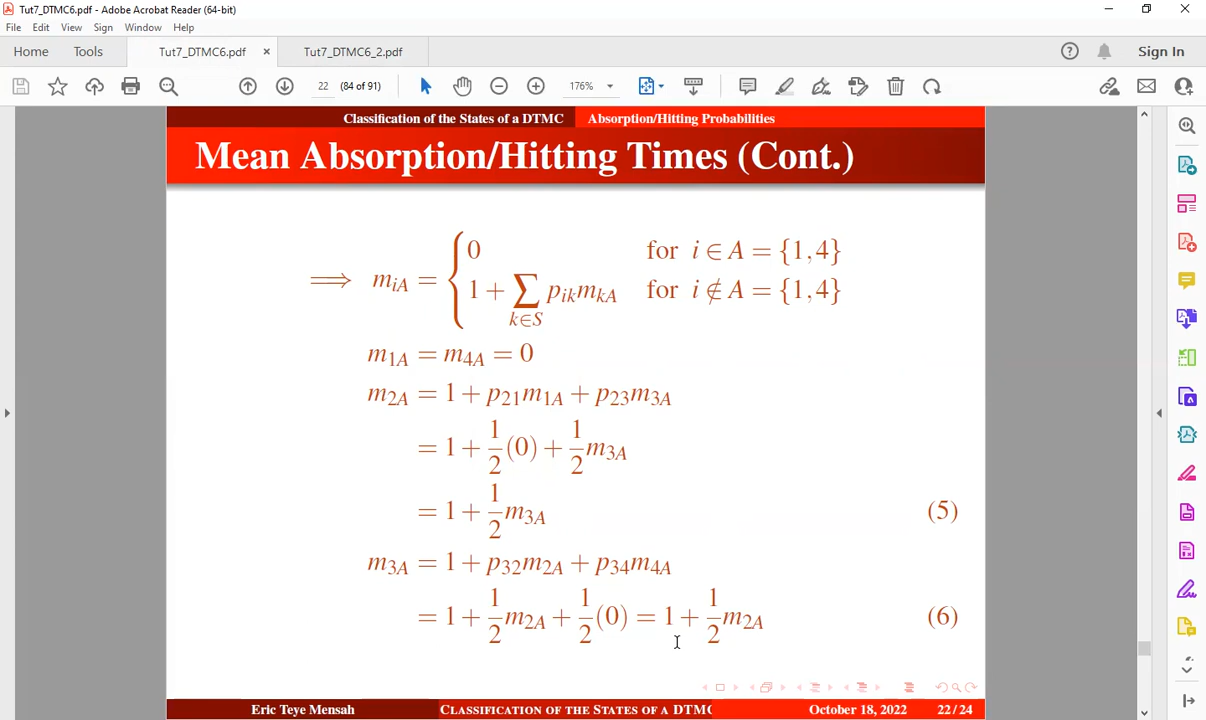 Tut7_DTMC6.pdf - Adobe Acrobat Reader (64-bit)
File Edit View Sign Window Help
Home Tools Tut7_DTMC6.pdf × Tut7_DTMC6_2.pdf Sign In
22 (84 of 91) 176%
Classification of the States of a DTMC Absorption/Hitting Probabilities
Mean Absorption/Hitting Times (Cont.)
⟹ m_{iA} = { 0 for i ∈ A = {1,4}
1 + ∑_{k∈S} p_{ik}m_{kA} for i ∉ A = {1,4}
m_{1A} = m_{4A} = 0
m_{2A} = 1 + p_{21}m_{1A} + p_{23}m_{3A}
= 1 + 1/2(0) + 1/2 m_{3A}
= 1 + 1/2 m_{3A} (5)
m_{3A} = 1 + p_{32}m_{2A} + p_{34}m_{4A}
= 1 + 1/2 m_{2A} + 1/2(0) = 1 + 1/2 m_{2A} (6)
Eric Teye Mensah CLASSIFICATION OF THE STATES OF A DTMC October 18, 2022 22/24